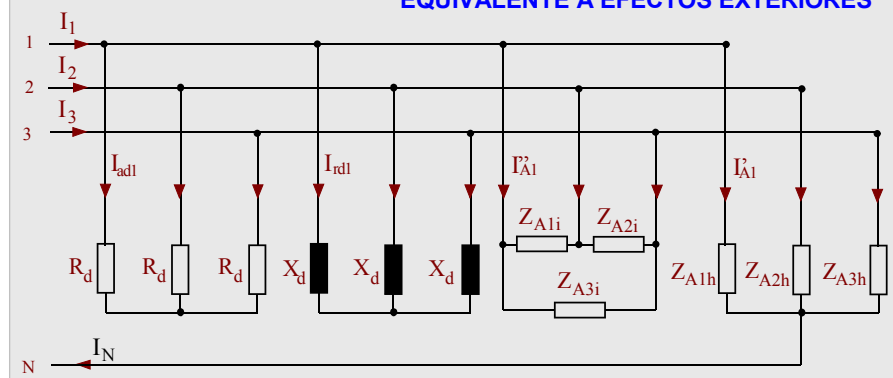 EQUIVALENTE A EFECTOS EXTERIORES
1 I1
2 I2
3 I3
Iad1 Ird1 I''A1 I'A1
ZA1i ZA2i
Rd Rd Rd Xd Xd Xd ZA3i ZA1h ZA2h ZA3h
N IN